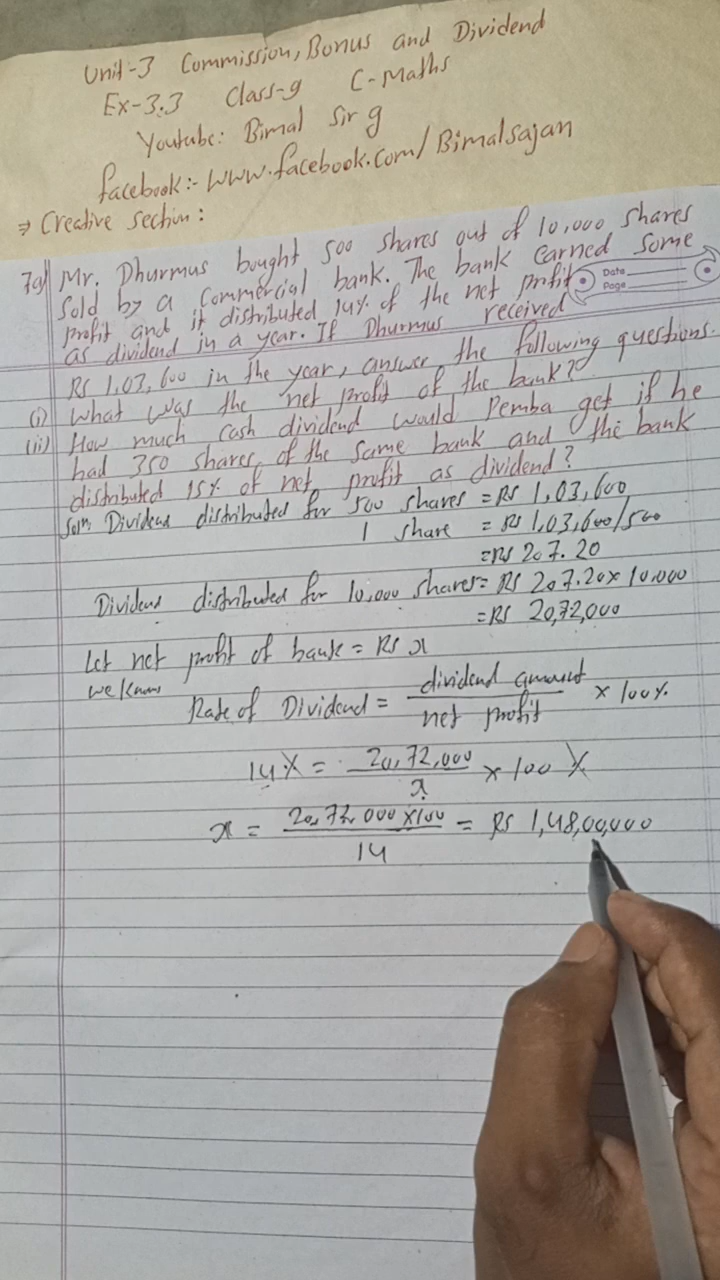 Unit-3 Commission, Bonus and Dividend
Ex-3.3 Class-9 C-Maths
Youtube: Bimal Sir g
facebook:- www.facebook.com/Bimalsajan
⇒ Creative section:
Date
Page
7a) Mr. Dhurmus bought 500 shares out of 10,000 shares
sold by a commercial bank. The bank earned some
profit and it distributed 14% of the net profit
as dividend in a year. If Dhurmus received
RS 1,03,600 in the year, answer the following questions.
(i) What was the net profit of the bank?
(ii) How much cash dividend would Pemba get if he
had 350 shares of the same bank and the bank
distributed 15% of net profit as dividend?
Soln: Dividend distributed for 500 shares = RS 1,03,600
1 share = RS 1,03,600/500
= RS 207.20
Dividend distributed for 10,000 shares = RS 207.20 x 10,000
= RS 20,72,000
Let net profit of bank = RS x
we know
Rate of Dividend = dividend amount / net profit x 100%
14% = 20,72,000 / x x 100%
x = 20,72,000 x 100 / 14 = RS 1,48,00,000